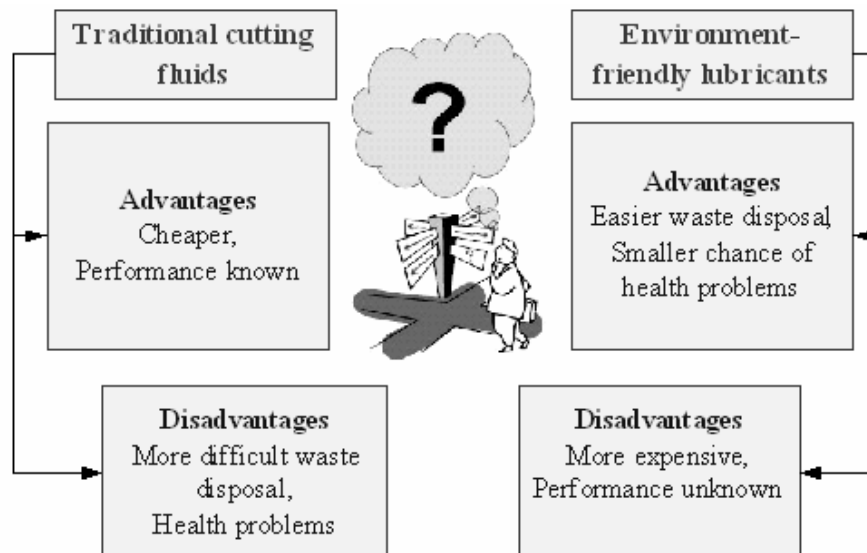 Traditional cutting
fluids
Environment-
friendly lubricants
?
Advantages
Cheaper,
Performance known
Advantages
Easier waste disposal,
Smaller chance of
health problems
Disadvantages
More difficult waste
disposal,
Health problems
Disadvantages
More expensive,
Performance unknown